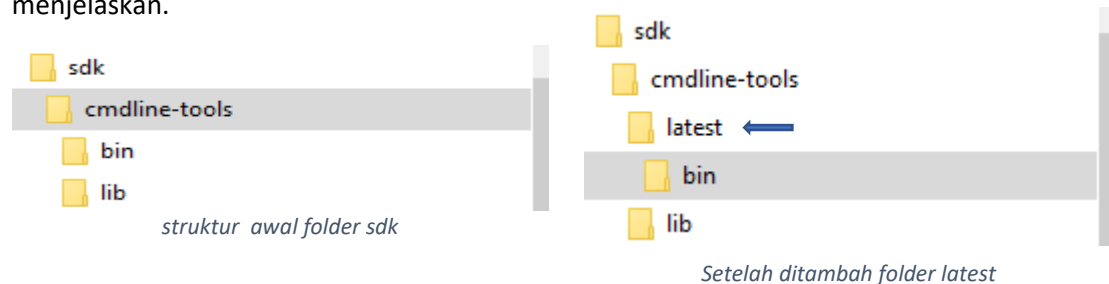 menjelaskan.
sdk
cmdline-tools
bin
lib
struktur awal folder sdk
sdk
cmdline-tools
latest
bin
lib
Setelah ditambah folder latest